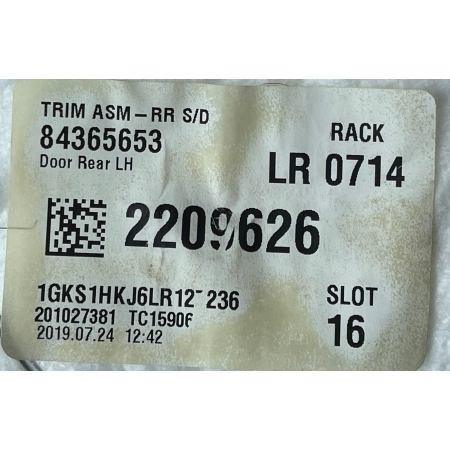 TRIM ASM-RR S/D
84365653
Door Rear LH
RACK
LR 0714
2209626
201027381 TC15906
2019.07.24 12:42
SLOT
16